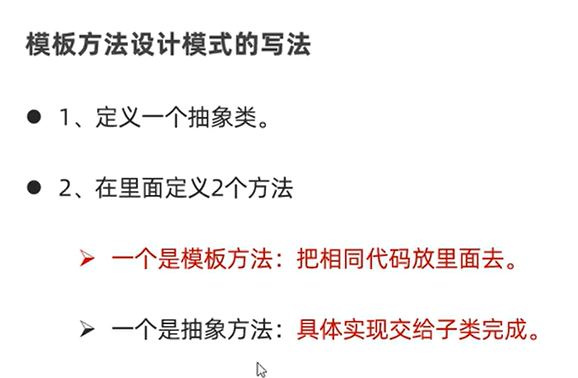 模板方法设计模式的写法
● 1、定义一个抽象类。
● 2、在里面定义2个方法
➢ 一个是模板方法：把相同代码放里面去。
➢ 一个是抽象方法：具体实现交给子类完成。